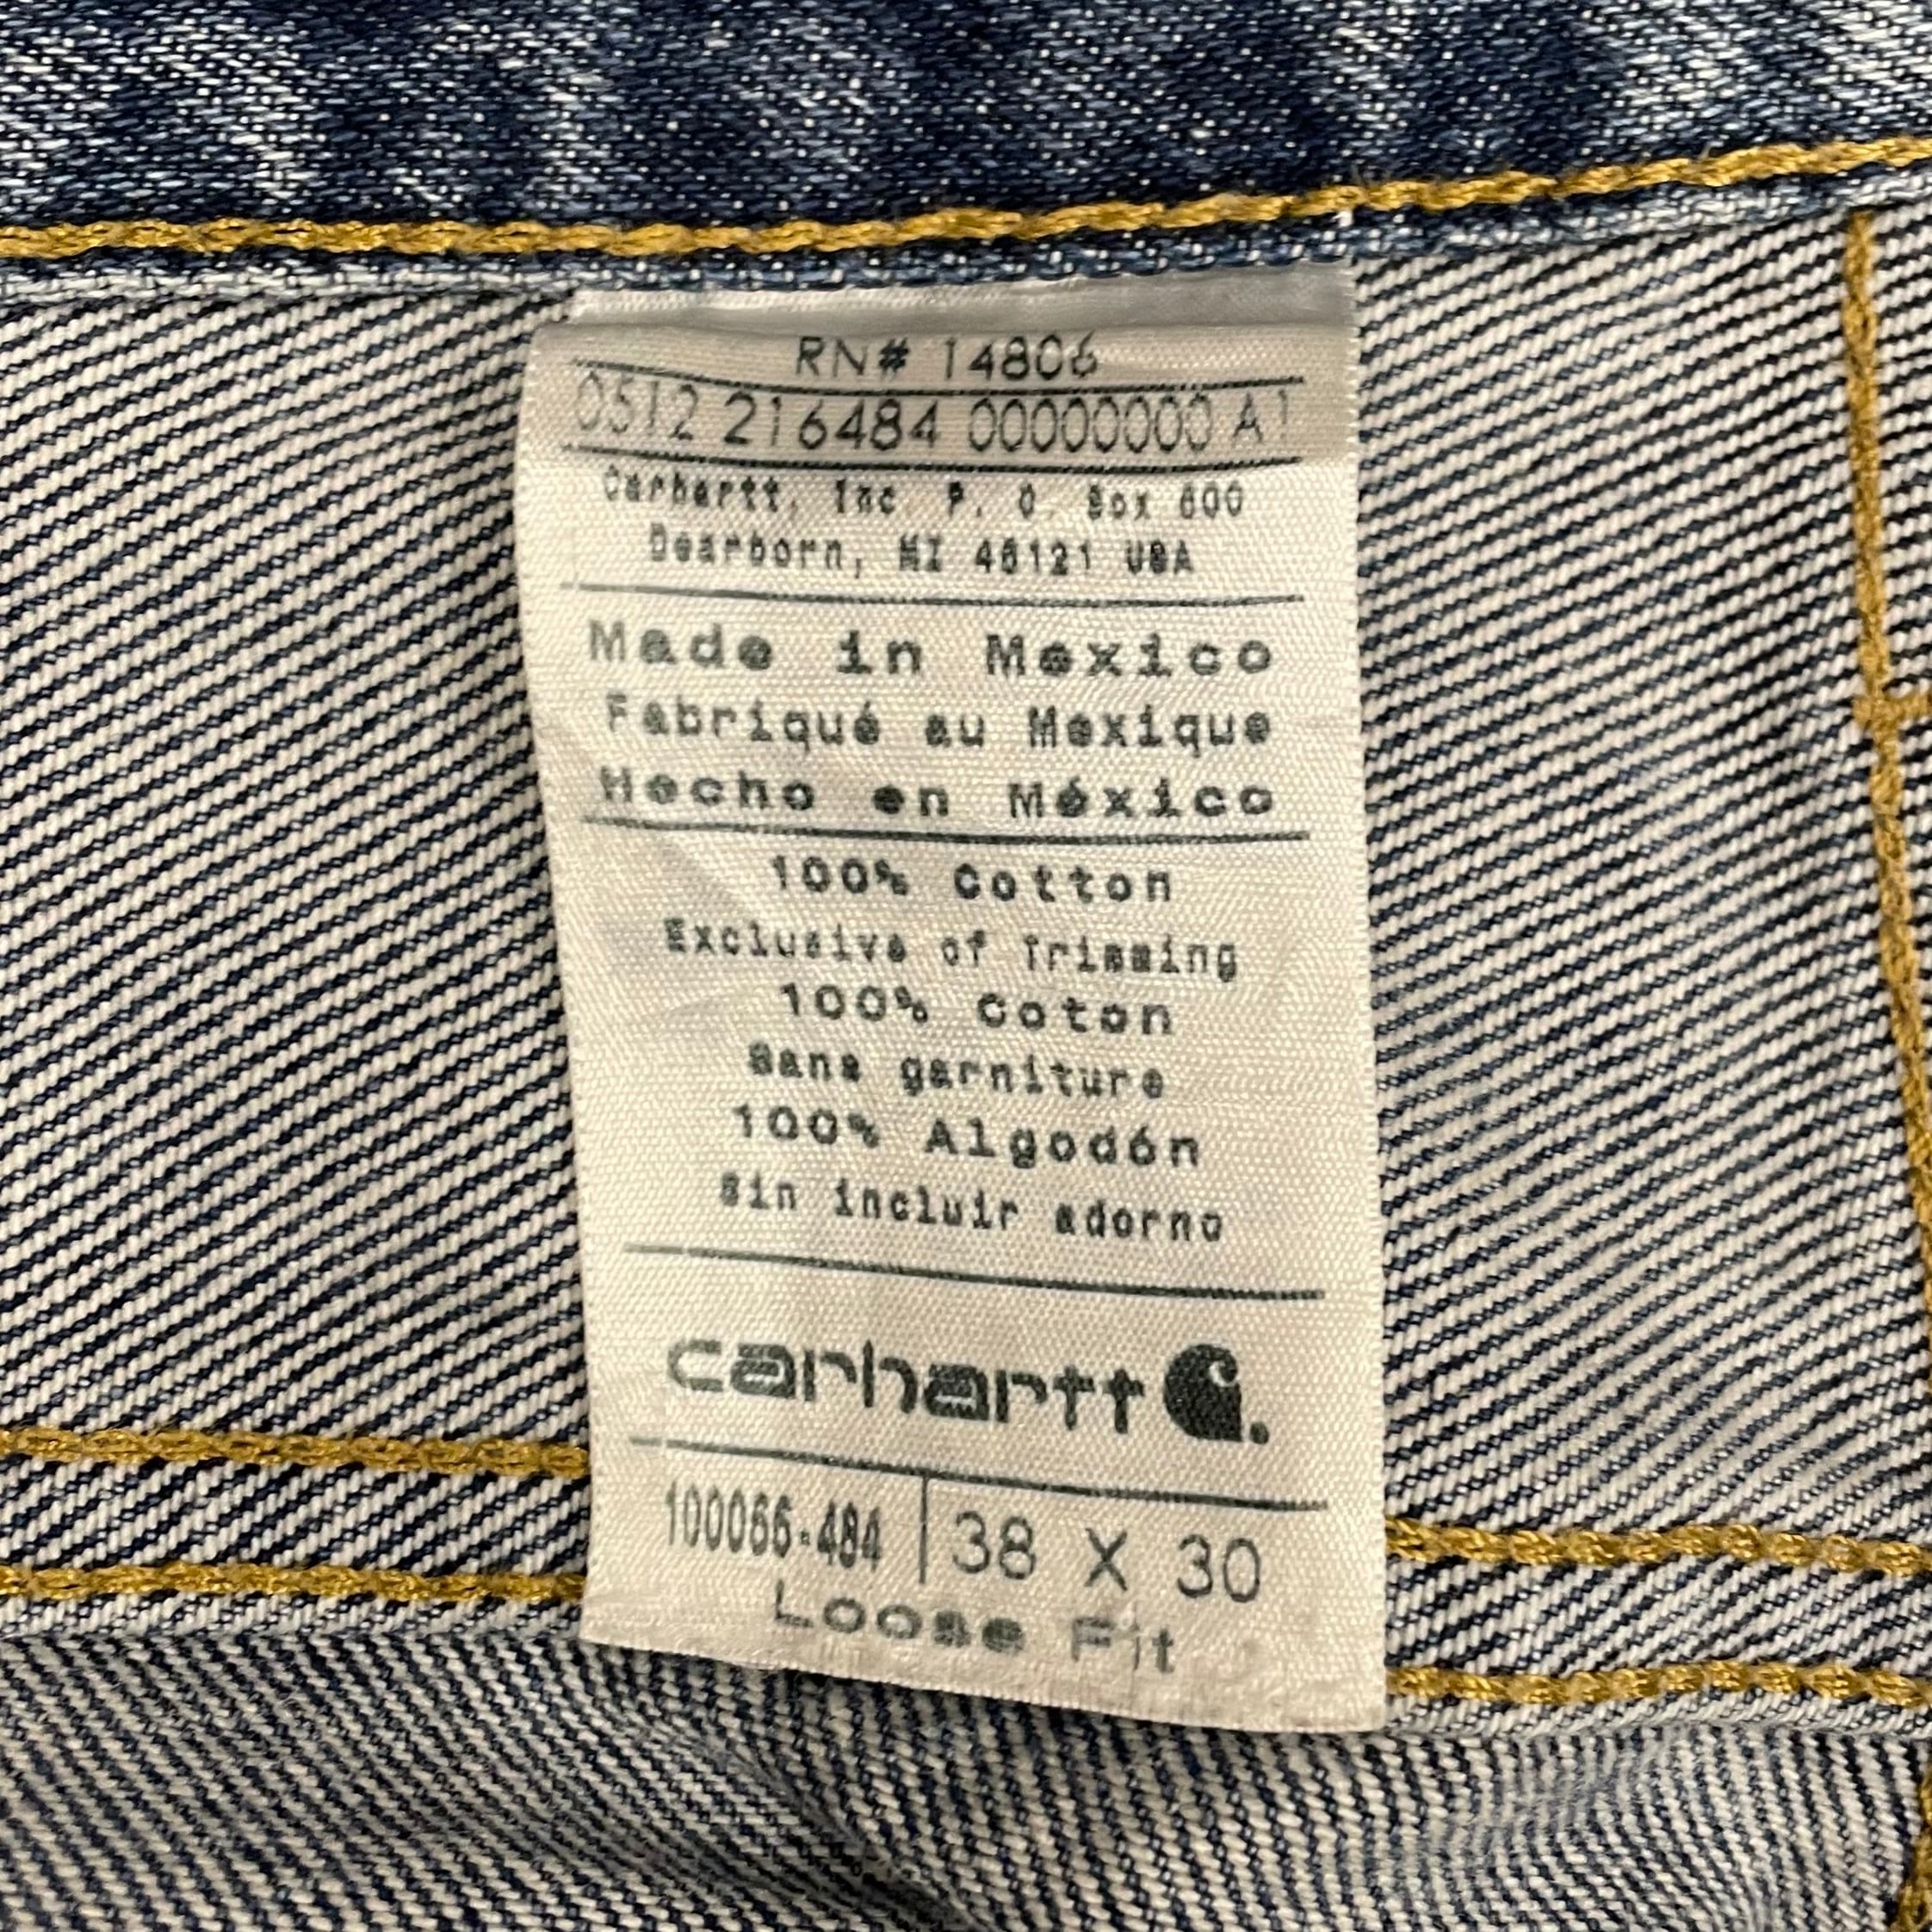 RN# 14806
0512 216484 00000000 A1
Carhartt, Inc P. O. Box 600
Dearborn, MI 48121 USA
Made in Mexico
Fabriqué au Mexique
Hecho en México
100% Cotton
Exclusive of Trimming
100% Coton
Sans garniture
100% Algodón
sin incluir adorno
carhartt
100066-484 38 X 30
Loose Fit